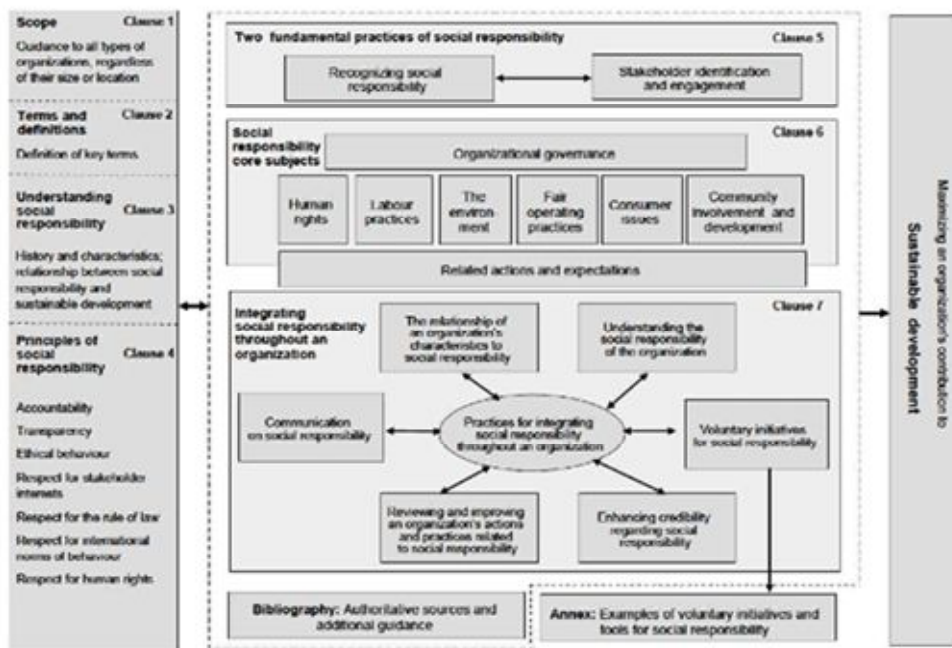 Scope Clause 1
Guidance to all types of
organizations, regardless
of their size or location
Terms and Clause 2
definitions
Definition of key terms
Understanding
social Clause 3
responsibility
History and characteristics;
relationship between social
responsibility and
sustainable development
Principles of
social Clause 4
responsibility
Accountability
Transparency
Ethical behaviour
Respect for stakeholder
interests
Respect for the rule of law
Respect for international
norms of behaviour
Respect for human rights
Two fundamental practices of social responsibility Clause 5
Recognizing social
responsibility
Stakeholder identification
and engagement
Social Clause 6
responsibility
core subjects
Organizational governance
Human
rights
Labour
practices
The
environ-
ment
Fair
operating
practices
Consumer
issues
Community
involvement and
development
Related actions and expectations
Integrating Clause 7
social responsibility
throughout an
organization
The relationship of
an organization's
characteristics to
social responsibility
Understanding the
social responsibility
of the organization
Communication
on social responsibility
Practices for integrating
social responsibility
throughout an organization
Voluntary initiatives
for social responsibility
Reviewing and improving
an organization's actions
and practices related
to social responsibility
Enhancing credibility
regarding social
responsibility
Bibliography: Authoritative sources and
additional guidance
Annex: Examples of voluntary initiatives and
tools for social responsibility
Maximizing an organization's contribution to
Sustainable development